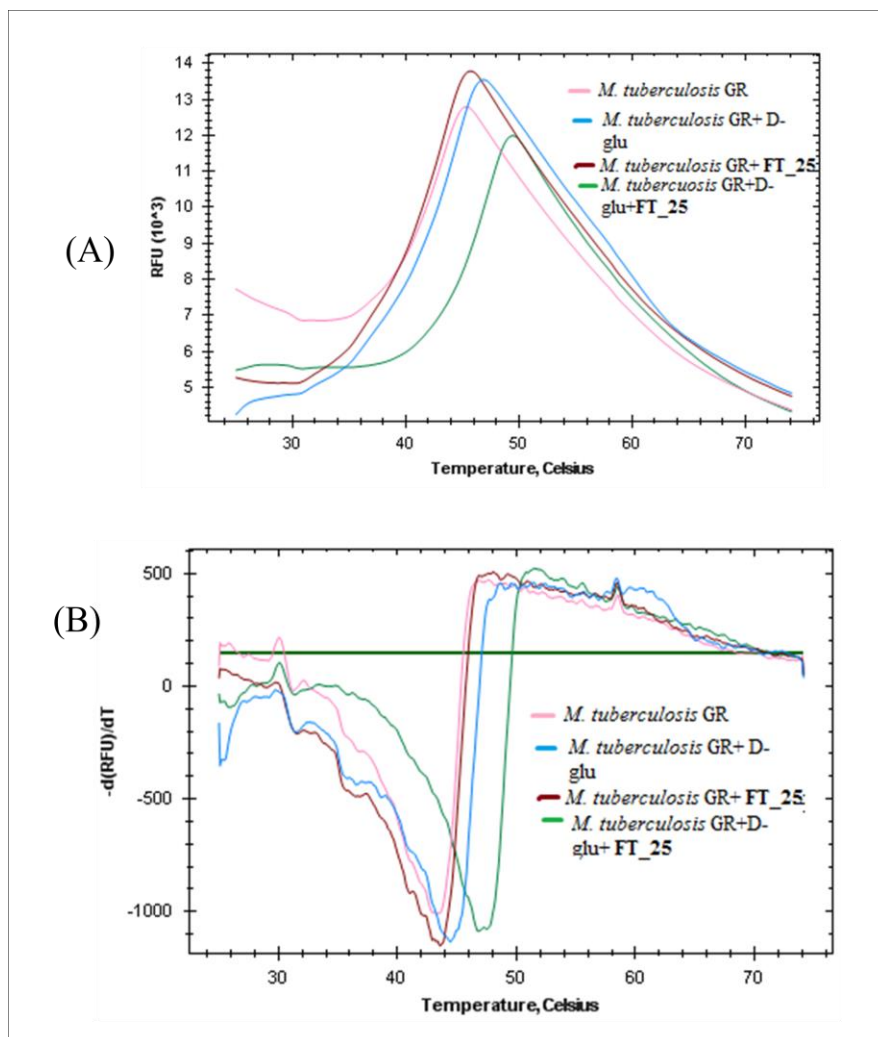 (A)
14
13
12
11
10
9
8
7
6
5
RFU (10^3)
30
40
50
60
70
Temperature, Celsius
M. tuberculosis GR
M. tuberculosis GR+ D-
glu
M. tuberculosis GR+ FT_25
M. tubercuosis GR+D-
glu+FT_25
(B)
500
0
-500
-1000
-d(RFU)/dT
30
40
50
60
70
Temperature, Celsius
M. tuberculosis GR
M. tuberculosis GR+ D-
glu
M. tuberculosis GR+ FT_25;
M. tuberculosis GR+D-
glu+ FT_25